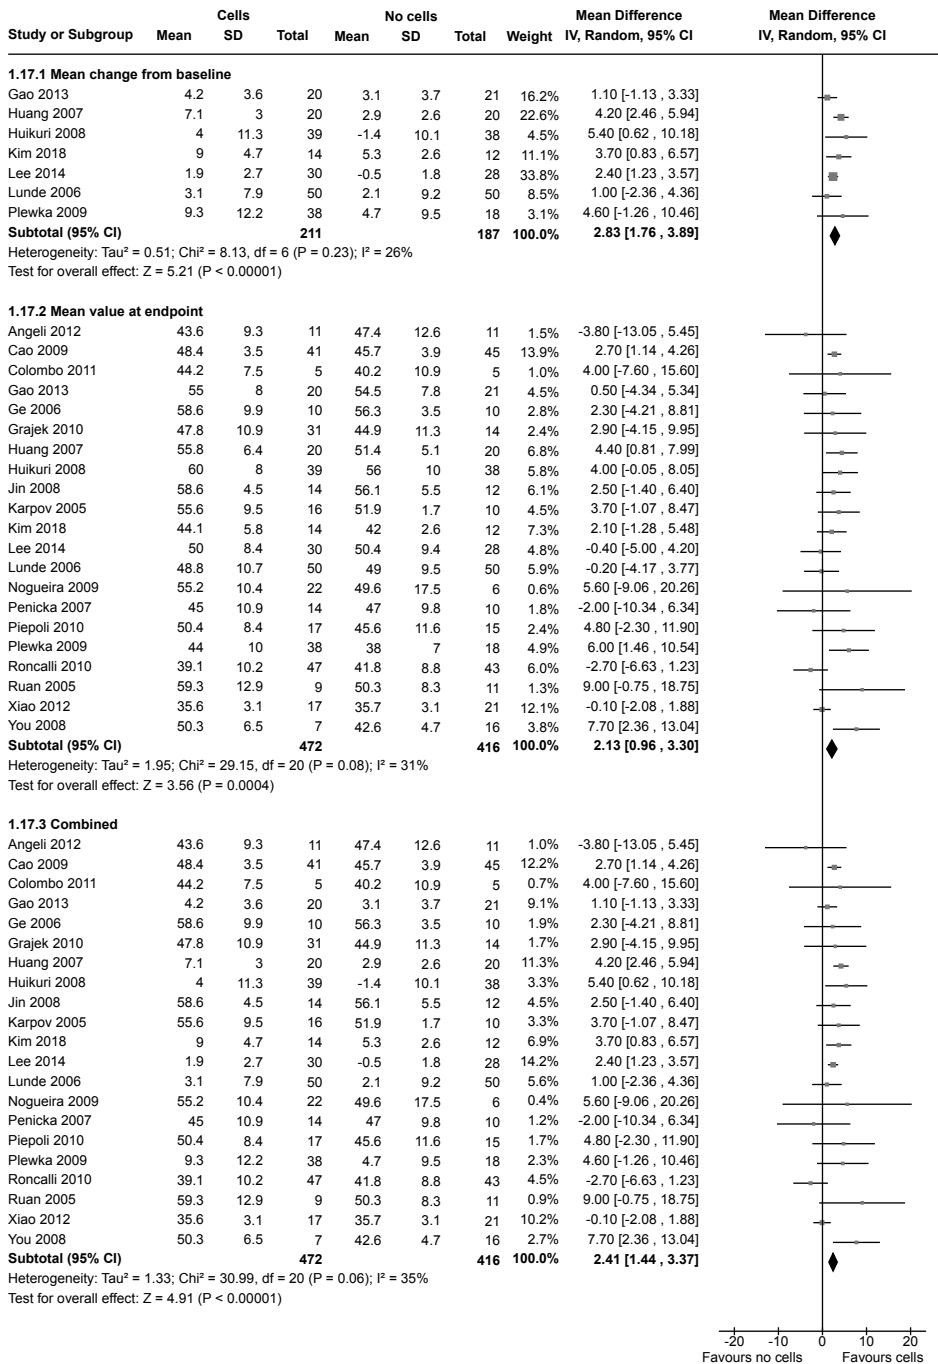 Cells No cells Mean Difference Mean Difference
Study or Subgroup Mean SD Total Mean SD Total Weight IV, Random, 95% CI IV, Random, 95% CI
1.17.1 Mean change from baseline
Gao 2013 4.2 3.6 20 3.1 3.7 21 16.2% 1.10 [-1.13 , 3.33]
Huang 2007 7.1 3 20 2.9 2.6 20 22.6% 4.20 [2.46 , 5.94]
Huikuri 2008 4 11.3 39 -1.4 10.1 38 4.5% 5.40 [0.62 , 10.18]
Kim 2018 9 4.7 14 5.3 2.6 12 11.1% 3.70 [0.83 , 6.57]
Lee 2014 1.9 2.7 30 -0.5 1.8 28 33.8% 2.40 [1.23 , 3.57]
Lunde 2006 3.1 7.9 50 2.1 9.2 50 8.5% 1.00 [-2.36 , 4.36]
Plewka 2009 9.3 12.2 38 4.7 9.5 18 3.1% 4.60 [-1.26 , 10.46]
Subtotal (95% CI) 211 187 100.0% 2.83 [1.76 , 3.89]
Heterogeneity: Tau² = 0.51; Chi² = 8.13, df = 6 (P = 0.23); I² = 26%
Test for overall effect: Z = 5.21 (P < 0.00001)
1.17.2 Mean value at endpoint
Angeli 2012 43.6 9.3 11 47.4 12.6 11 1.5% -3.80 [-13.05 , 5.45]
Cao 2009 48.4 3.5 41 45.7 3.9 45 13.9% 2.70 [1.14 , 4.26]
Colombo 2011 44.2 7.5 5 40.2 10.9 5 1.0% 4.00 [-7.60 , 15.60]
Gao 2013 55 8 20 54.5 7.8 21 4.5% 0.50 [-4.34 , 5.34]
Ge 2006 58.6 9.9 10 56.3 3.5 10 2.8% 2.30 [-4.21 , 8.81]
Grajek 2010 47.8 10.9 31 44.9 11.3 14 2.4% 2.90 [-4.15 , 9.95]
Huang 2007 55.8 6.4 20 51.4 5.1 20 6.8% 4.40 [0.81 , 7.99]
Huikuri 2008 60 8 39 56 10 38 5.8% 4.00 [-0.05 , 8.05]
Jin 2008 58.6 4.5 14 56.1 5.5 12 6.1% 2.50 [-1.40 , 6.40]
Karpov 2005 55.6 9.5 16 51.9 1.7 10 4.5% 3.70 [-1.07 , 8.47]
Kim 2018 44.1 5.8 14 42 2.6 12 7.3% 2.10 [-1.28 , 5.48]
Lee 2014 50 8.4 30 50.4 9.4 28 4.8% -0.40 [-5.00 , 4.20]
Lunde 2006 48.8 10.7 50 49 9.5 50 6.0% -0.20 [-4.17 , 3.77]
Nogueira 2009 55.2 10.4 22 49.6 17.5 6 0.6% 5.60 [-9.06 , 20.26]
Penicka 2007 45 10.9 14 47 9.8 10 1.8% -2.00 [-10.34 , 6.34]
Piepoli 2010 50.4 8.4 17 45.6 11.6 15 2.4% 4.80 [-2.30 , 11.90]
Plewka 2009 44 10 38 38 7 18 4.9% 6.00 [1.46 , 10.54]
Roncalli 2010 39.1 10.2 47 41.8 8.8 43 6.0% -2.70 [-6.63 , 1.23]
Ruan 2005 59.3 12.9 9 50.3 8.3 11 1.3% 9.00 [-0.75 , 18.75]
Xiao 2012 35.6 3.1 17 35.7 3.1 21 12.1% -0.10 [-2.08 , 1.88]
You 2008 50.3 6.5 7 42.6 4.7 16 3.8% 7.70 [2.36 , 13.04]
Subtotal (95% CI) 472 416 100.0% 2.13 [0.96 , 3.30]
Heterogeneity: Tau² = 1.95; Chi² = 29.15, df = 20 (P = 0.08); I² = 31%
Test for overall effect: Z = 3.56 (P = 0.0004)
1.17.3 Combined
Angeli 2012 43.6 9.3 11 47.4 12.6 11 1.0% -3.80 [-13.05 , 5.45]
Cao 2009 48.4 3.5 41 45.7 3.9 45 12.2% 2.70 [1.14 , 4.26]
Colombo 2011 44.2 7.5 5 40.2 10.9 5 0.7% 4.00 [-7.60 , 15.60]
Gao 2013 4.2 3.6 20 3.1 3.7 21 9.1% 1.10 [-1.13 , 3.33]
Ge 2006 58.6 9.9 10 56.3 3.5 10 1.9% 2.30 [-4.21 , 8.81]
Grajek 2010 47.8 10.9 31 44.9 11.3 14 1.7% 2.90 [-4.15 , 9.95]
Huang 2007 7.1 3 20 2.9 2.6 20 11.3% 4.20 [2.46 , 5.94]
Huikuri 2008 4 11.3 39 -1.4 10.1 38 3.3% 5.40 [0.62 , 10.18]
Jin 2008 58.6 4.5 14 56.1 5.5 12 4.5% 2.50 [-1.40 , 6.40]
Karpov 2005 55.6 9.5 16 51.9 1.7 10 3.3% 3.70 [-1.07 , 8.47]
Kim 2018 9 4.7 14 5.3 2.6 12 6.9% 3.70 [0.83 , 6.57]
Lee 2014 1.9 2.7 30 -0.5 1.8 28 14.2% 2.40 [1.23 , 3.57]
Lunde 2006 3.1 7.9 50 2.1 9.2 50 5.6% 1.00 [-2.36 , 4.36]
Nogueira 2009 55.2 10.4 22 49.6 17.5 6 0.4% 5.60 [-9.06 , 20.26]
Penicka 2007 45 10.9 14 47 9.8 10 1.2% -2.00 [-10.34 , 6.34]
Piepoli 2010 50.4 8.4 17 45.6 11.6 15 1.7% 4.80 [-2.30 , 11.90]
Plewka 2009 9.3 12.2 38 4.7 9.5 18 2.3% 4.60 [-1.26 , 10.46]
Roncalli 2010 39.1 10.2 47 41.8 8.8 43 4.5% -2.70 [-6.63 , 1.23]
Ruan 2005 59.3 12.9 9 50.3 8.3 11 0.9% 9.00 [-0.75 , 18.75]
Xiao 2012 35.6 3.1 17 35.7 3.1 21 10.2% -0.10 [-2.08 , 1.88]
You 2008 50.3 6.5 7 42.6 4.7 16 2.7% 7.70 [2.36 , 13.04]
Subtotal (95% CI) 472 416 100.0% 2.41 [1.44 , 3.37]
Heterogeneity: Tau² = 1.33; Chi² = 30.99, df = 20 (P = 0.06); I² = 35%
Test for overall effect: Z = 4.91 (P < 0.00001)
-20 -10 0 10 20
Favours no cells Favours cells